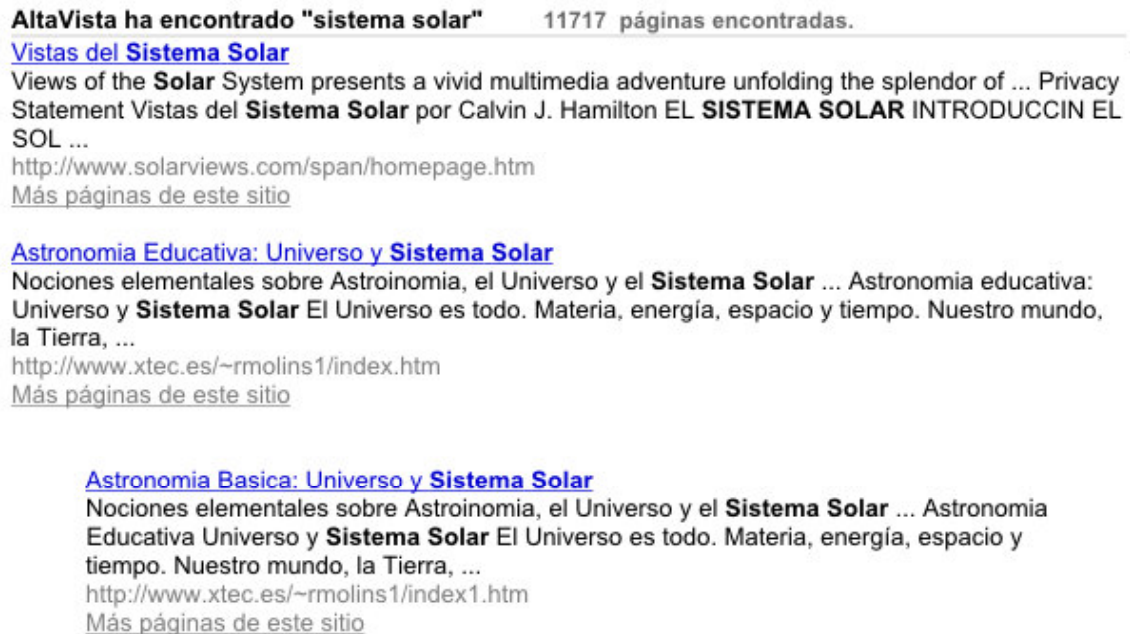 AltaVista ha encontrado "sistema solar" 11717 páginas encontradas.
Vistas del Sistema Solar
Views of the Solar System presents a vivid multimedia adventure unfolding the splendor of ... Privacy
Statement Vistas del Sistema Solar por Calvin J. Hamilton EL SISTEMA SOLAR INTRODUCCIN EL
SOL ...
http://www.solarviews.com/span/homepage.htm
Más páginas de este sitio
Astronomia Educativa: Universo y Sistema Solar
Nociones elementales sobre Astroinomia, el Universo y el Sistema Solar ... Astronomia educativa:
Universo y Sistema Solar El Universo es todo. Materia, energía, espacio y tiempo. Nuestro mundo,
la Tierra, ...
http://www.xtec.es/~rmolins1/index.htm
Más páginas de este sitio
Astronomia Basica: Universo y Sistema Solar
Nociones elementales sobre Astroinomia, el Universo y el Sistema Solar ... Astronomia
Educativa Universo y Sistema Solar El Universo es todo. Materia, energía, espacio y
tiempo. Nuestro mundo, la Tierra, ...
http://www.xtec.es/~rmolins1/index1.htm
Más páginas de este sitio